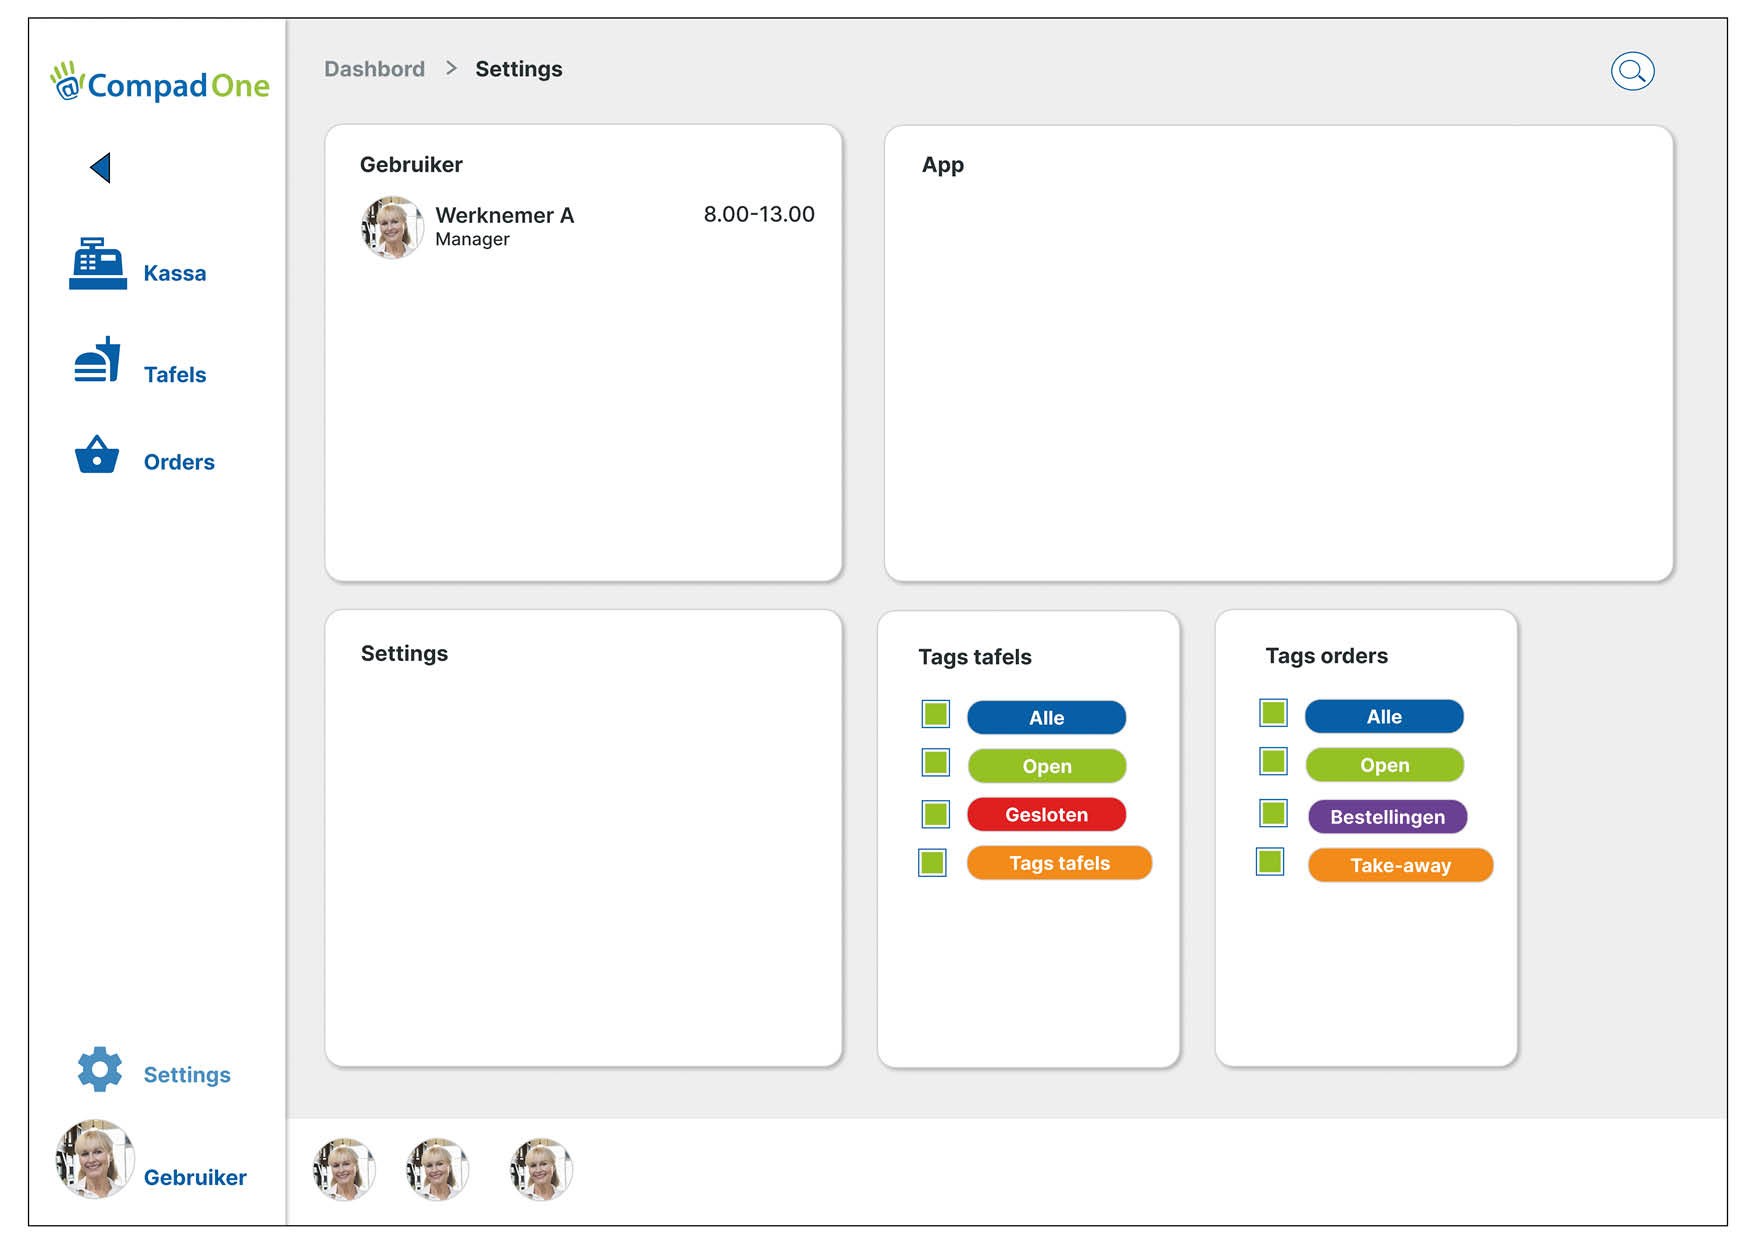 @CompadOne
Dashbord > Settings
Kassa
Tafels
Orders
Settings
Gebruiker
Gebruiker
Werknemer A
8.00-13.00
Manager
App
Settings
Tags tafels
Alle
Open
Gesloten
Tags tafels
Tags orders
Alle
Open
Bestellingen
Take-away